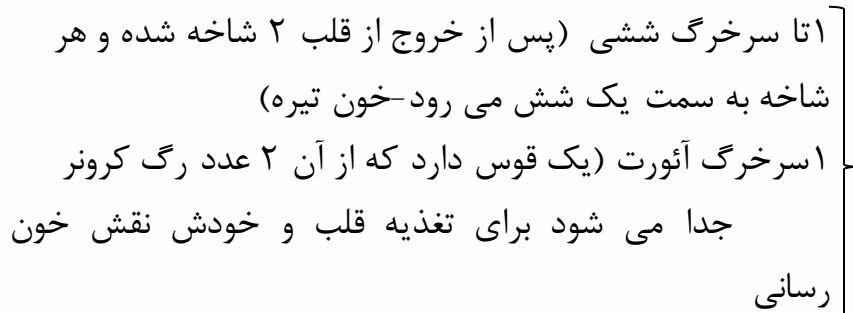 ۱تا سرخرگ ششی (پس از خروج از قلب ۲ شاخه شده و هر
شاخه به سمت یک شش می رود-خون تیره)
۱سرخرگ آئورت (یک قوس دارد که از آن ۲ عدد رگ کرونر
جدا می شود برای تغذیه قلب و خودش نقش خون
رسانی